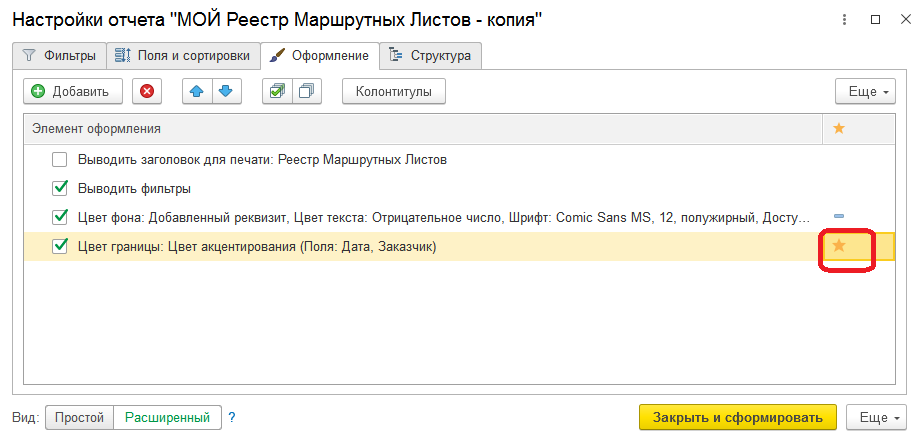 Настройки отчета "МОЙ Реестр Маршрутных Листов - копия"
Фильтры Поля и сортировки Оформление Структура
Добавить Колонтитулы Еще
Элемент оформления
Выводить заголовок для печати: Реестр Маршрутных Листов
Выводить фильтры
Цвет фона: Добавленный реквизит, Цвет текста: Отрицательное число, Шрифт: Comic Sans MS, 12, полужирный, Досту...
Цвет границы: Цвет акцентирования (Поля: Дата, Заказчик)
Вид: Простой Расширенный ? Закрыть и сформировать Еще